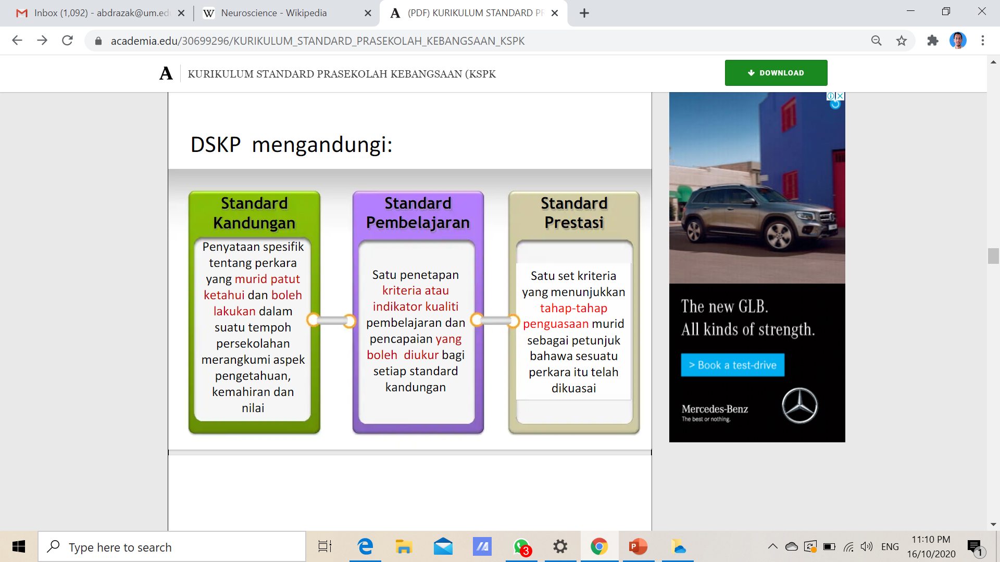 Inbox (1,092) - abdrazak@um.ed
Neuroscience - Wikipedia
(PDF) KURIKULUM STANDARD PR
academia.edu/30699296/KURIKULUM_STANDARD_PRASEKOLAH_KEBANGSAAN_KSPK
A
KURIKULUM STANDARD PRASEKOLAH KEBANGSAAN (KSPK
DOWNLOAD
DSKP mengandungi:
Standard
Kandungan
Penyataan spesifik
tentang perkara
yang murid patut
ketahui dan boleh
lakukan dalam
suatu tempoh
persekolahan
merangkumi aspek
pengetahuan,
kemahiran dan
nilai
Standard
Pembelajaran
Satu penetapan
kriteria atau
indikator kualiti
pembelajaran dan
pencapaian yang
boleh diukur bagi
setiap standard
kandungan
Standard
Prestasi
Satu set kriteria
yang menunjukkan
tahap-tahap
penguasaan murid
sebagai petunjuk
bahawa sesuatu
perkara itu telah
dikuasai
The new GLB.
All kinds of strength.
> Book a test-drive
Mercedes-Benz
The best or nothing.
Type here to search
3
ENG
11:10 PM
16/10/2020
1